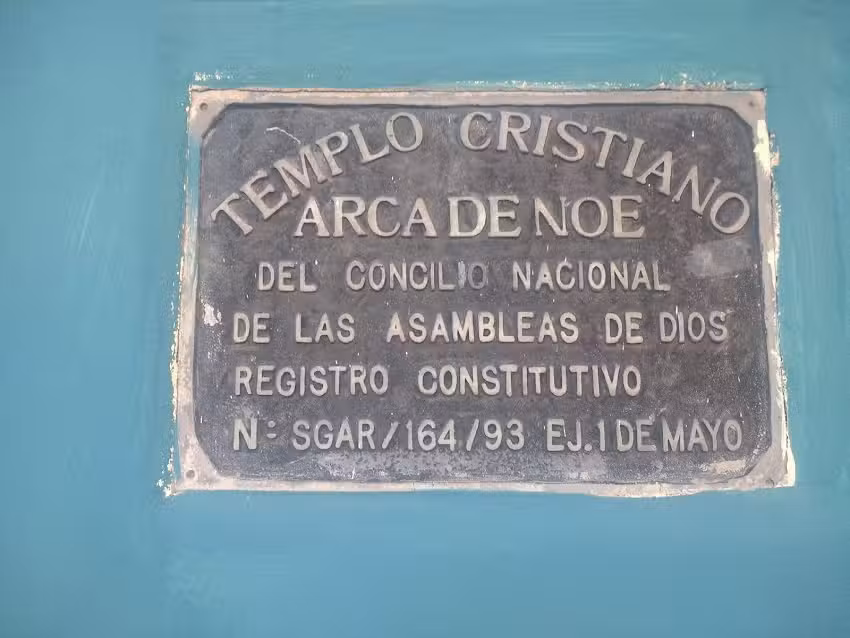 TEMPLO CRISTIANO
ARCA DE NOE
DEL CONCILIO NACIONAL
DE LAS ASAMBLEAS DE DIOS
REGISTRO CONSTITUTIVO
Nº: SGAR/164/93 EJ. 1 DE MAYO